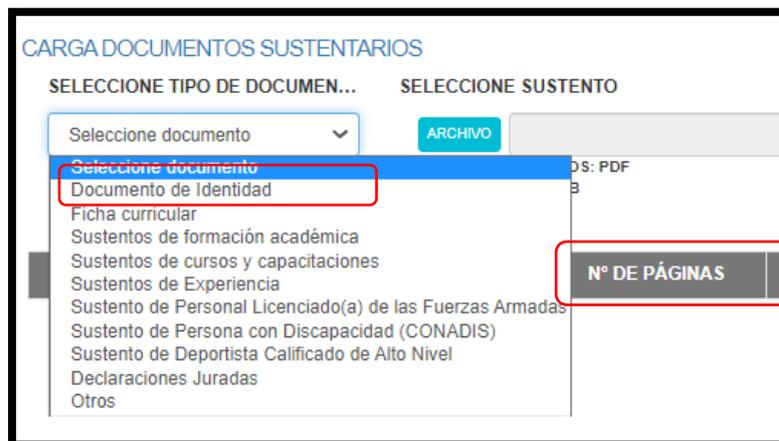 CARGA DOCUMENTOS SUSTENTARIOS
SELECCIONE TIPO DE DOCUMEN... SELECCIONE SUSTENTO
Seleccione documento ARCHIVO
Seleccione documento OS: PDF
Documento de Identidad B
Ficha curricular
Sustentos de formación académica
Sustentos de cursos y capacitaciones
Sustentos de Experiencia Nº DE PÁGINAS
Sustento de Personal Licenciado(a) de las Fuerzas Armadas
Sustento de Persona con Discapacidad (CONADIS)
Sustento de Deportista Calificado de Alto Nivel
Declaraciones Juradas
Otros